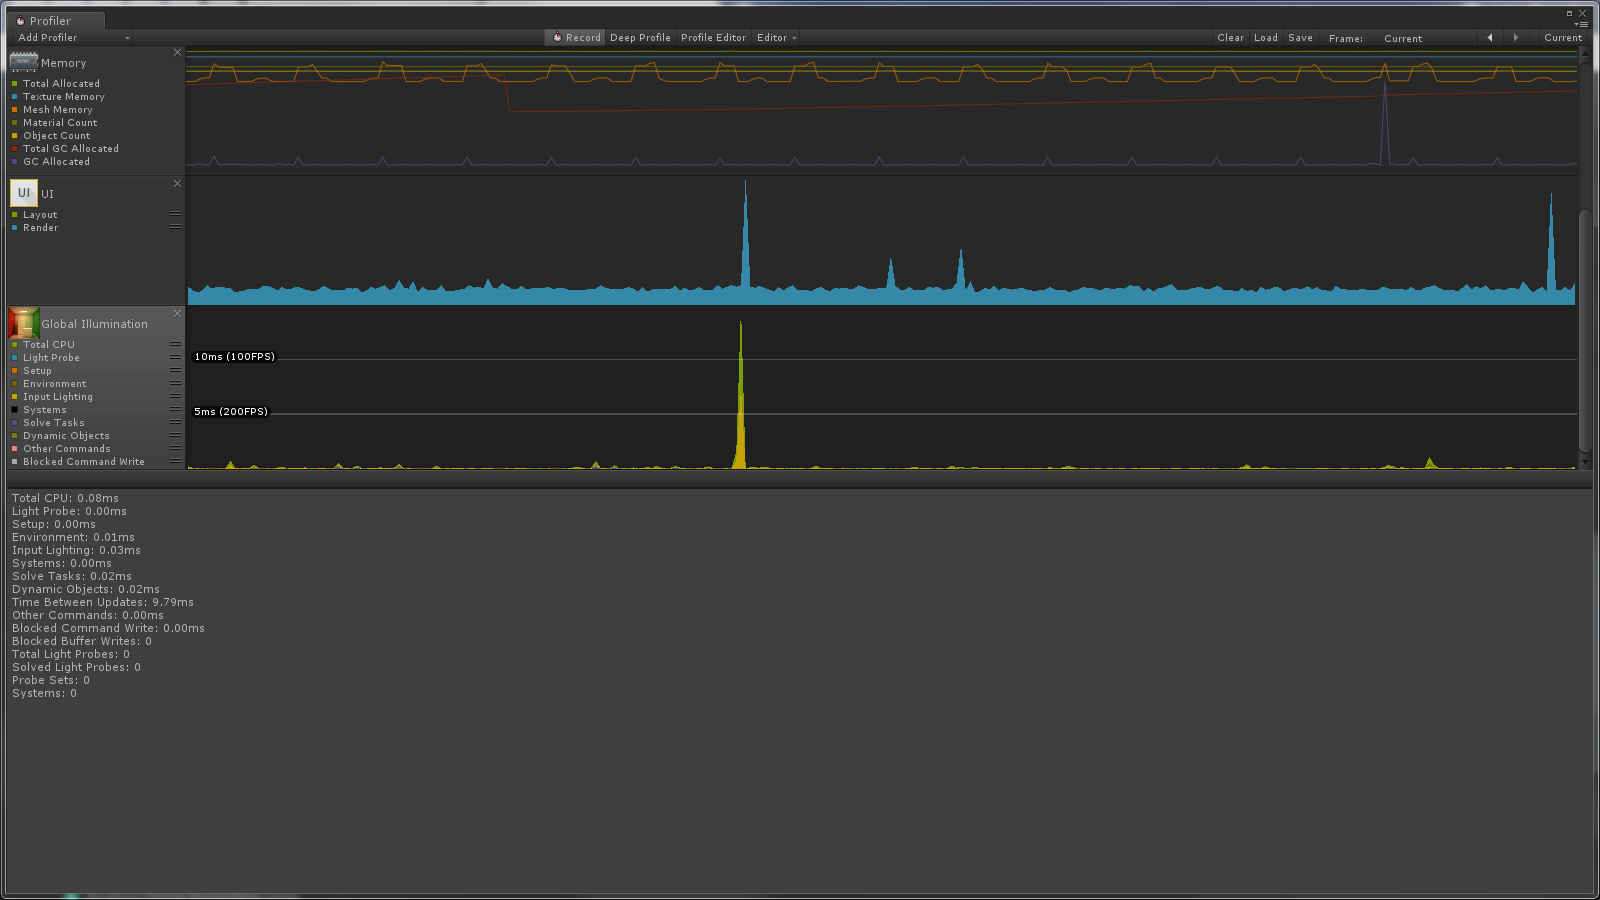 Profiler
Add Profiler
Record Deep Profile Profile Editor Editor
Clear Load Save Frame: Current Current
Memory
Total Allocated
Texture Memory
Mesh Memory
Material Count
Object Count
Total GC Allocated
GC Allocated
UI UI
Layout
Render
Global Illumination
Total CPU
Light Probe
Setup
Environment
Input Lighting
Systems
Solve Tasks
Dynamic Objects
Other Commands
Blocked Command Write
10ms (100FPS)
5ms (200FPS)
Total CPU: 0.08ms
Light Probe: 0.00ms
Setup: 0.00ms
Environment: 0.01ms
Input Lighting: 0.03ms
Systems: 0.00ms
Solve Tasks: 0.02ms
Dynamic Objects: 0.02ms
Time Between Updates: 9.79ms
Other Commands: 0.00ms
Blocked Command Write: 0.00ms
Blocked Buffer Writes: 0
Total Light Probes: 0
Solved Light Probes: 0
Probe Sets: 0
Systems: 0